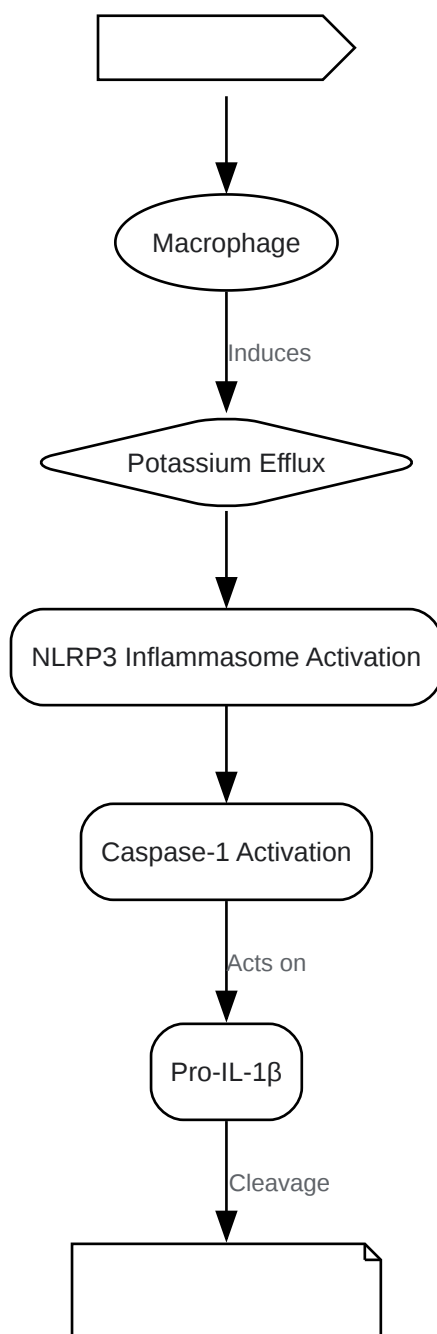 Macrophage
Induces
Potassium Efflux
NLRP3 Inflammasome Activation
Caspase-1 Activation
Acts on
Pro-IL-1β
Cleavage